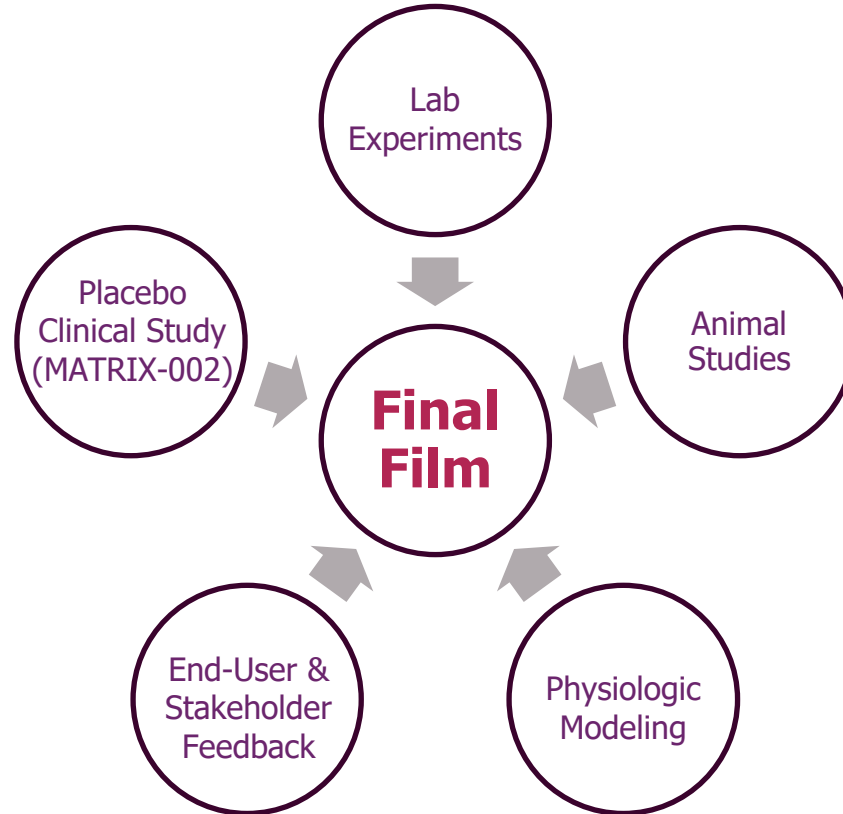 Lab
Experiments
Placebo
Clinical Study
(MATRIX-002)
Animal
Studies
Final
Film
End-User &
Stakeholder
Feedback
Physiologic
Modeling